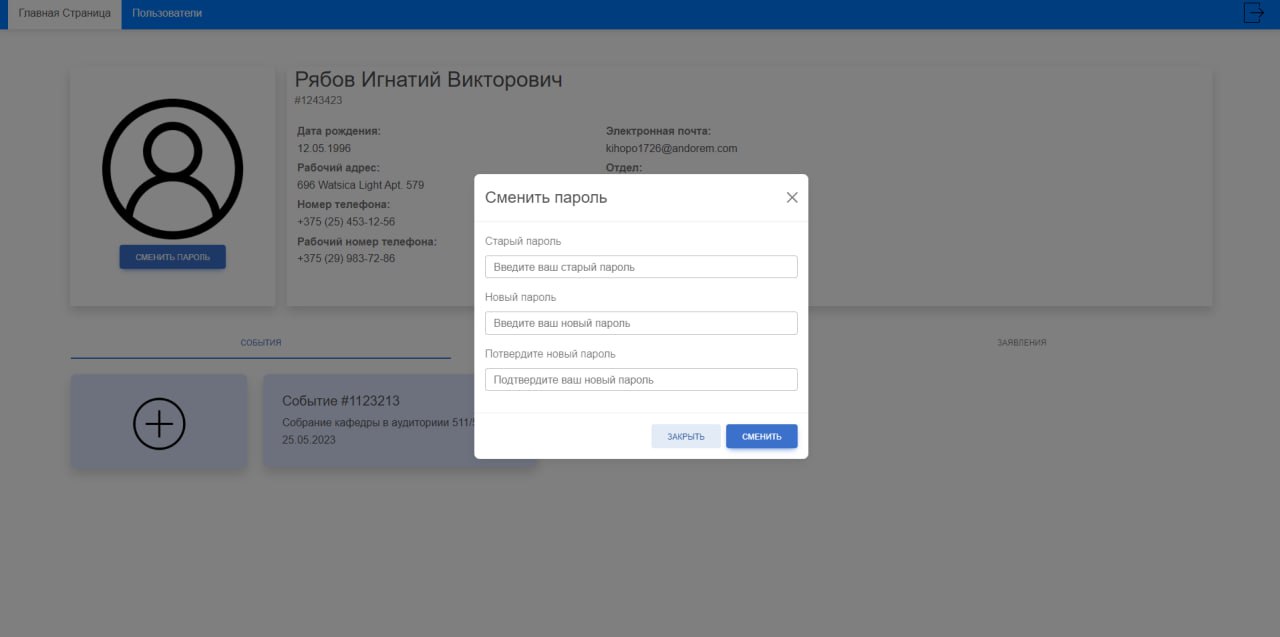 Главная Страница
Пользователи
Рябов Игнатий Викторович
#1243423
Дата рождения:
12.05.1996
Рабочий адрес:
696 Watsica Light Apt. 579
Номер телефона:
+375 (25) 453-12-56
Рабочий номер телефона:
+375 (29) 983-72-86
Электронная почта:
kihopo1726@andorem.com
Отдел:
СМЕНИТЬ ПАРОЛЬ
Сменить пароль
Старый пароль
Введите ваш старый пароль
Новый пароль
Введите ваш новый пароль
Потвердите новый пароль
Подтвердите ваш новый пароль
ЗАКРЫТЬ
СМЕНИТЬ
СОБЫТИЯ
ЗАЯВЛЕНИЯ
Событие #1123213
Собрание кафедры в аудиториии 511/
25.05.2023